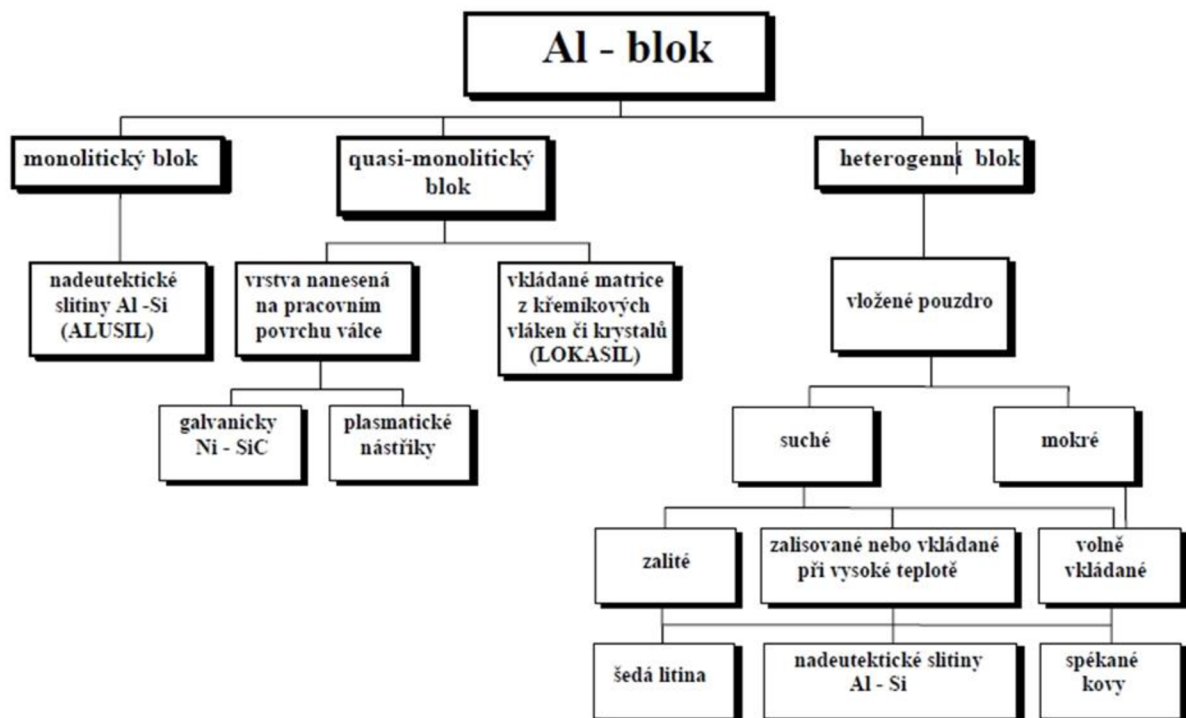 Al - blok
monolitický blok
quasi-monolitický
blok
heterogenní blok
nadeutektické
slitiny Al -Si
(ALUSIL)
vrstva nanesená
na pracovním
povrchu válce
vkládané matrice
z křemíkových
vláken či krystalů
(LOKASIL)
vložené pouzdro
galvanicky
Ni - SiC
plasmatické
nástřiky
suché
mokré
zalité
zalisované nebo vkládané
při vysoké teplotě
volně
vkládané
šedá litina
nadeutektické slitiny
Al - Si
spékané
kovy